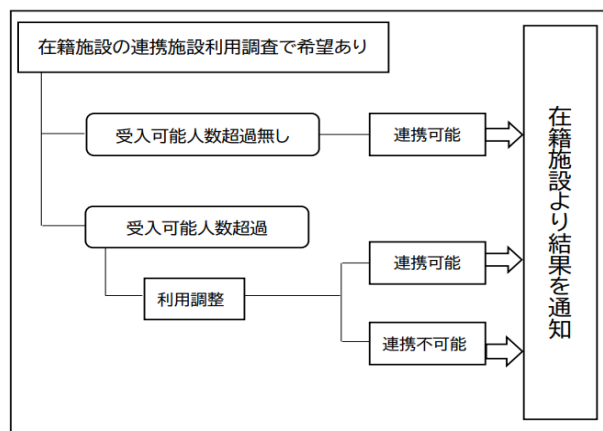 在籍施設の連携施設利用調査で希望あり
受入可能人数超過無し
連携可能
受入可能人数超過
利用調整
連携可能
連携不可能
在籍施設より結果を通知